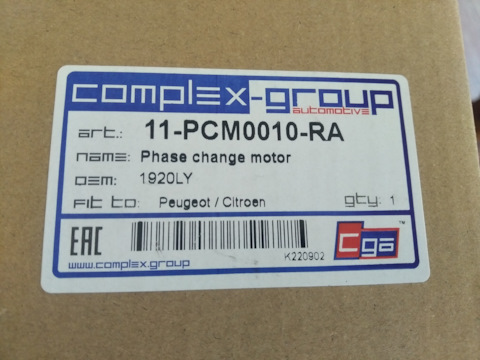 complex-group
automotive
art.: 11-PCM0010-RA
name: Phase change motor
oem: 1920LY
Fit to: Peugeot / Citroen qty: 1
EAC K220902 cga ™
www.complex.group